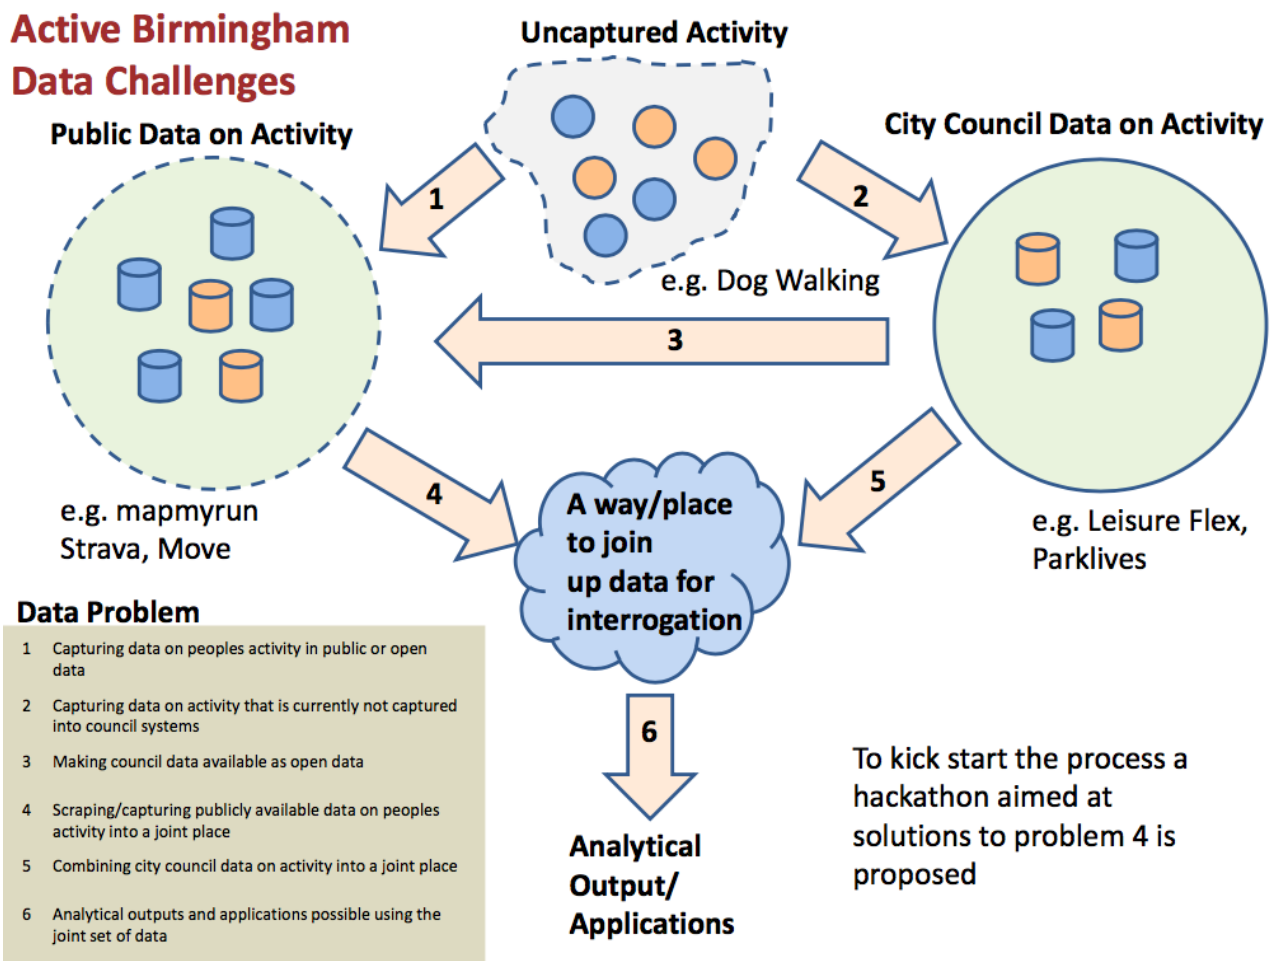 Active Birmingham
Data Challenges
Uncaptured Activity
Public Data on Activity
City Council Data on Activity
1
2
e.g. Dog Walking
3
4
5
e.g. mapmyrun
Strava, Move
e.g. Leisure Flex,
Parklives
A way/place
to join
up data for
interrogation
6
Analytical
Output/
Applications
To kick start the process a
hackathon aimed at
solutions to problem 4 is
proposed
Data Problem
1 Capturing data on peoples activity in public or open
data
2 Capturing data on activity that is currently not captured
into council systems
3 Making council data available as open data
4 Scraping/capturing publicly available data on peoples
activity into a joint place
5 Combining city council data on activity into a joint place
6 Analytical outputs and applications possible using the
joint set of data